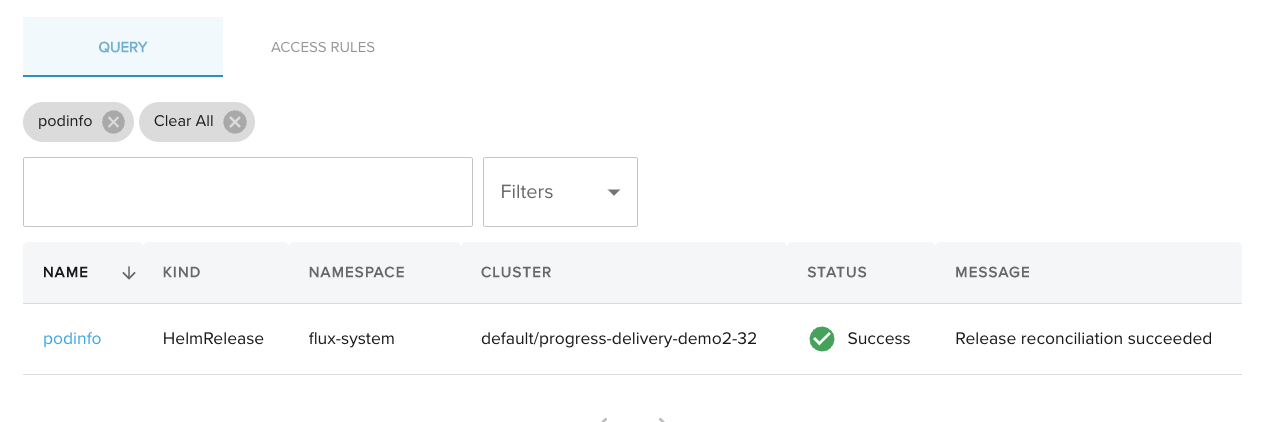 QUERY ACCESS RULES
podinfo Clear All
Filters
NAME KIND NAMESPACE CLUSTER STATUS MESSAGE
podinfo HelmRelease flux-system default/progress-delivery-demo2-32 Success Release reconciliation succeeded